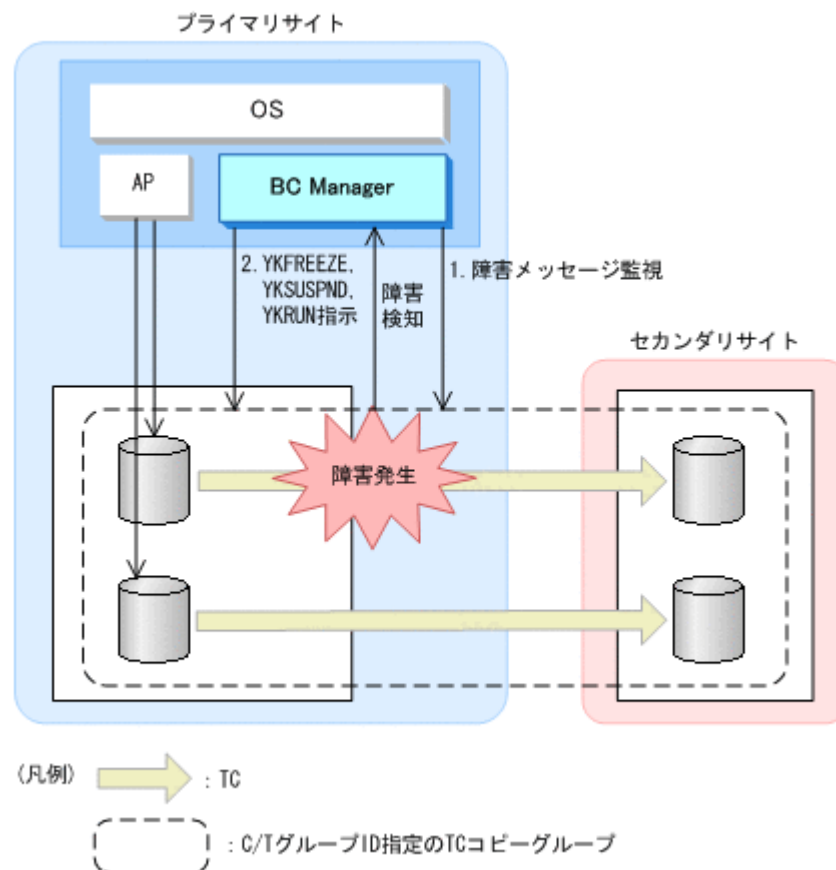 プライマリサイト
OS
AP
BC Manager
2. YKFREEZE,
YKSUSPND,
YKRUN指示
障害
検知
1. 障害メッセージ監視
セカンダリサイト
障害発生
(凡例)
: TC
: C/TグループID指定のTCコピーグループ